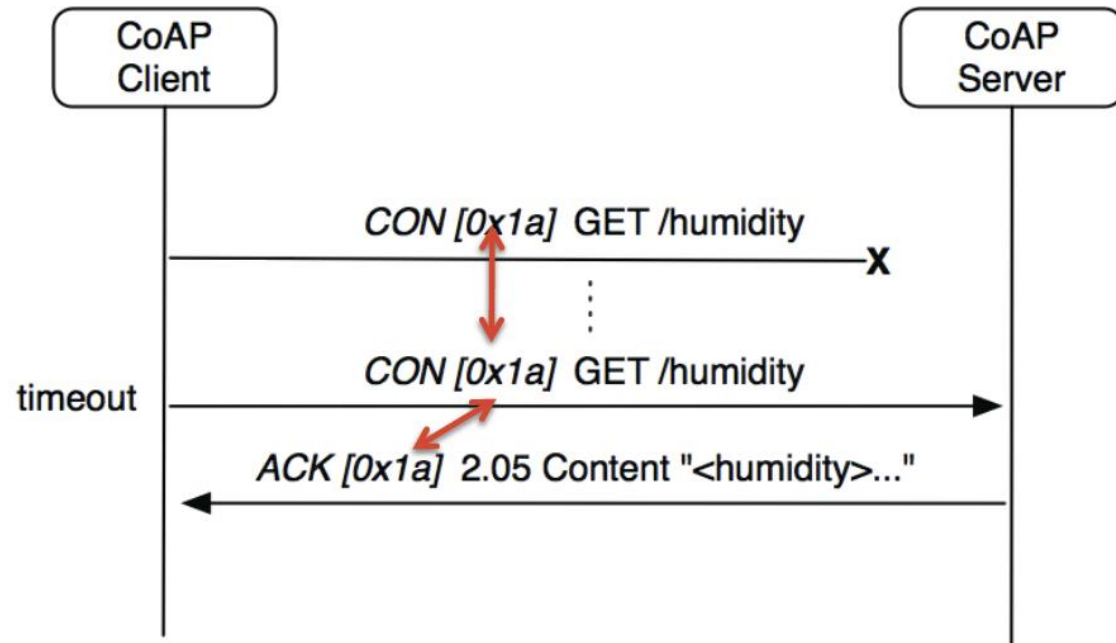 CoAP
Client
CoAP
Server
CON [0x1a] GET /humidity
X
CON [0x1a] GET /humidity
timeout
ACK [0x1a] 2.05 Content "<humidity>..."